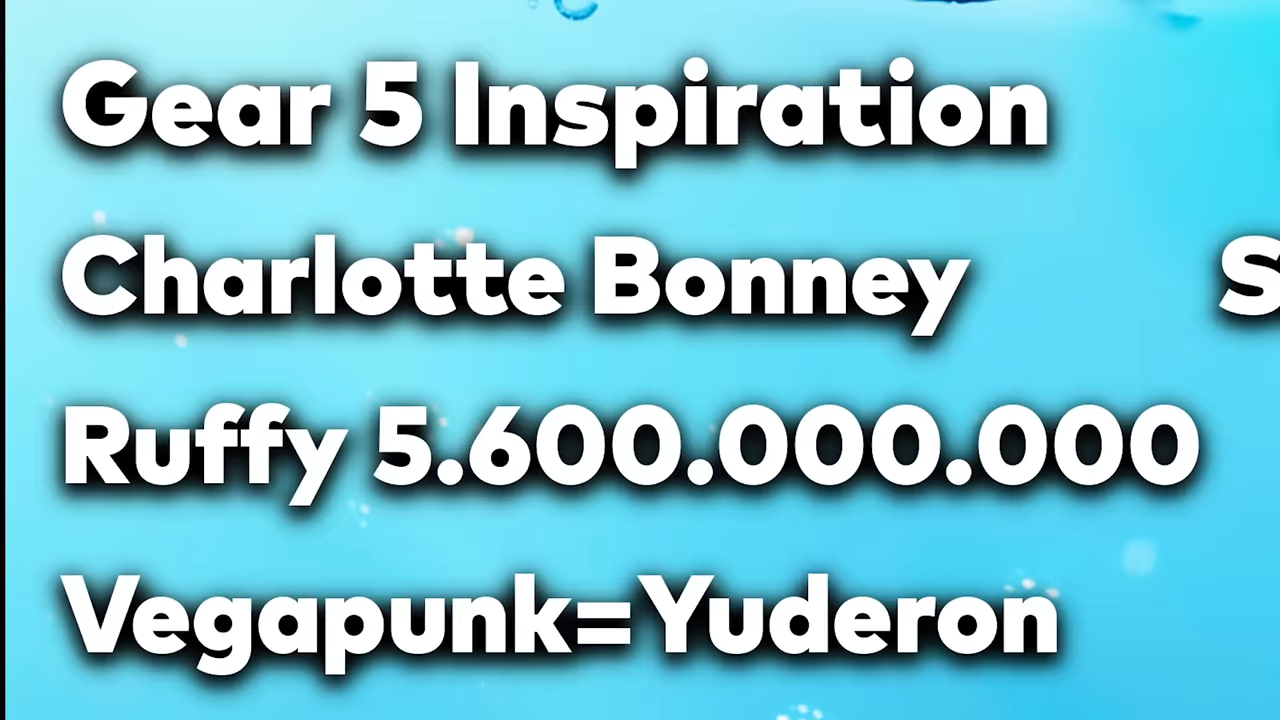 Gear 5 Inspiration
Charlotte Bonney
Ruffy 5.600.000.000
Vegapunk=Yuderon